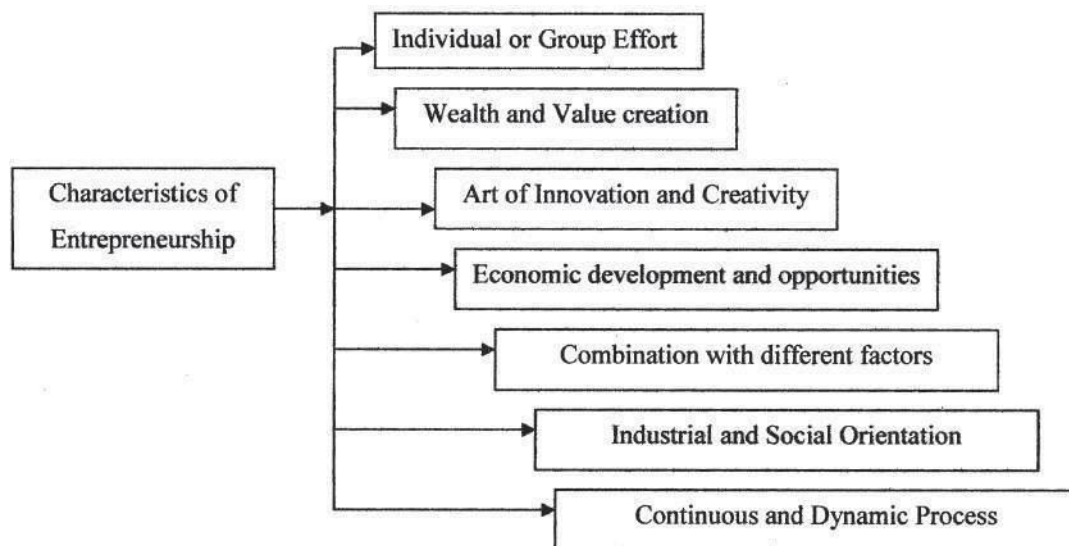 Individual or Group Effort
Wealth and Value creation
Characteristics of
Entrepreneurship
Art of Innovation and Creativity
Economic development and opportunities
Combination with different factors
Industrial and Social Orientation
Continuous and Dynamic Process